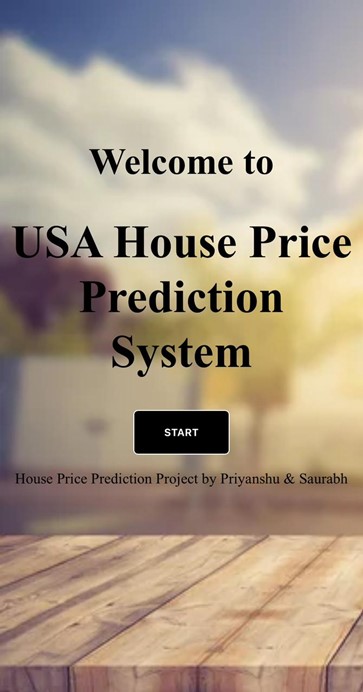 Welcome to
USA House Price
Prediction
System
START
House Price Prediction Project by Priyanshu & Saurabh